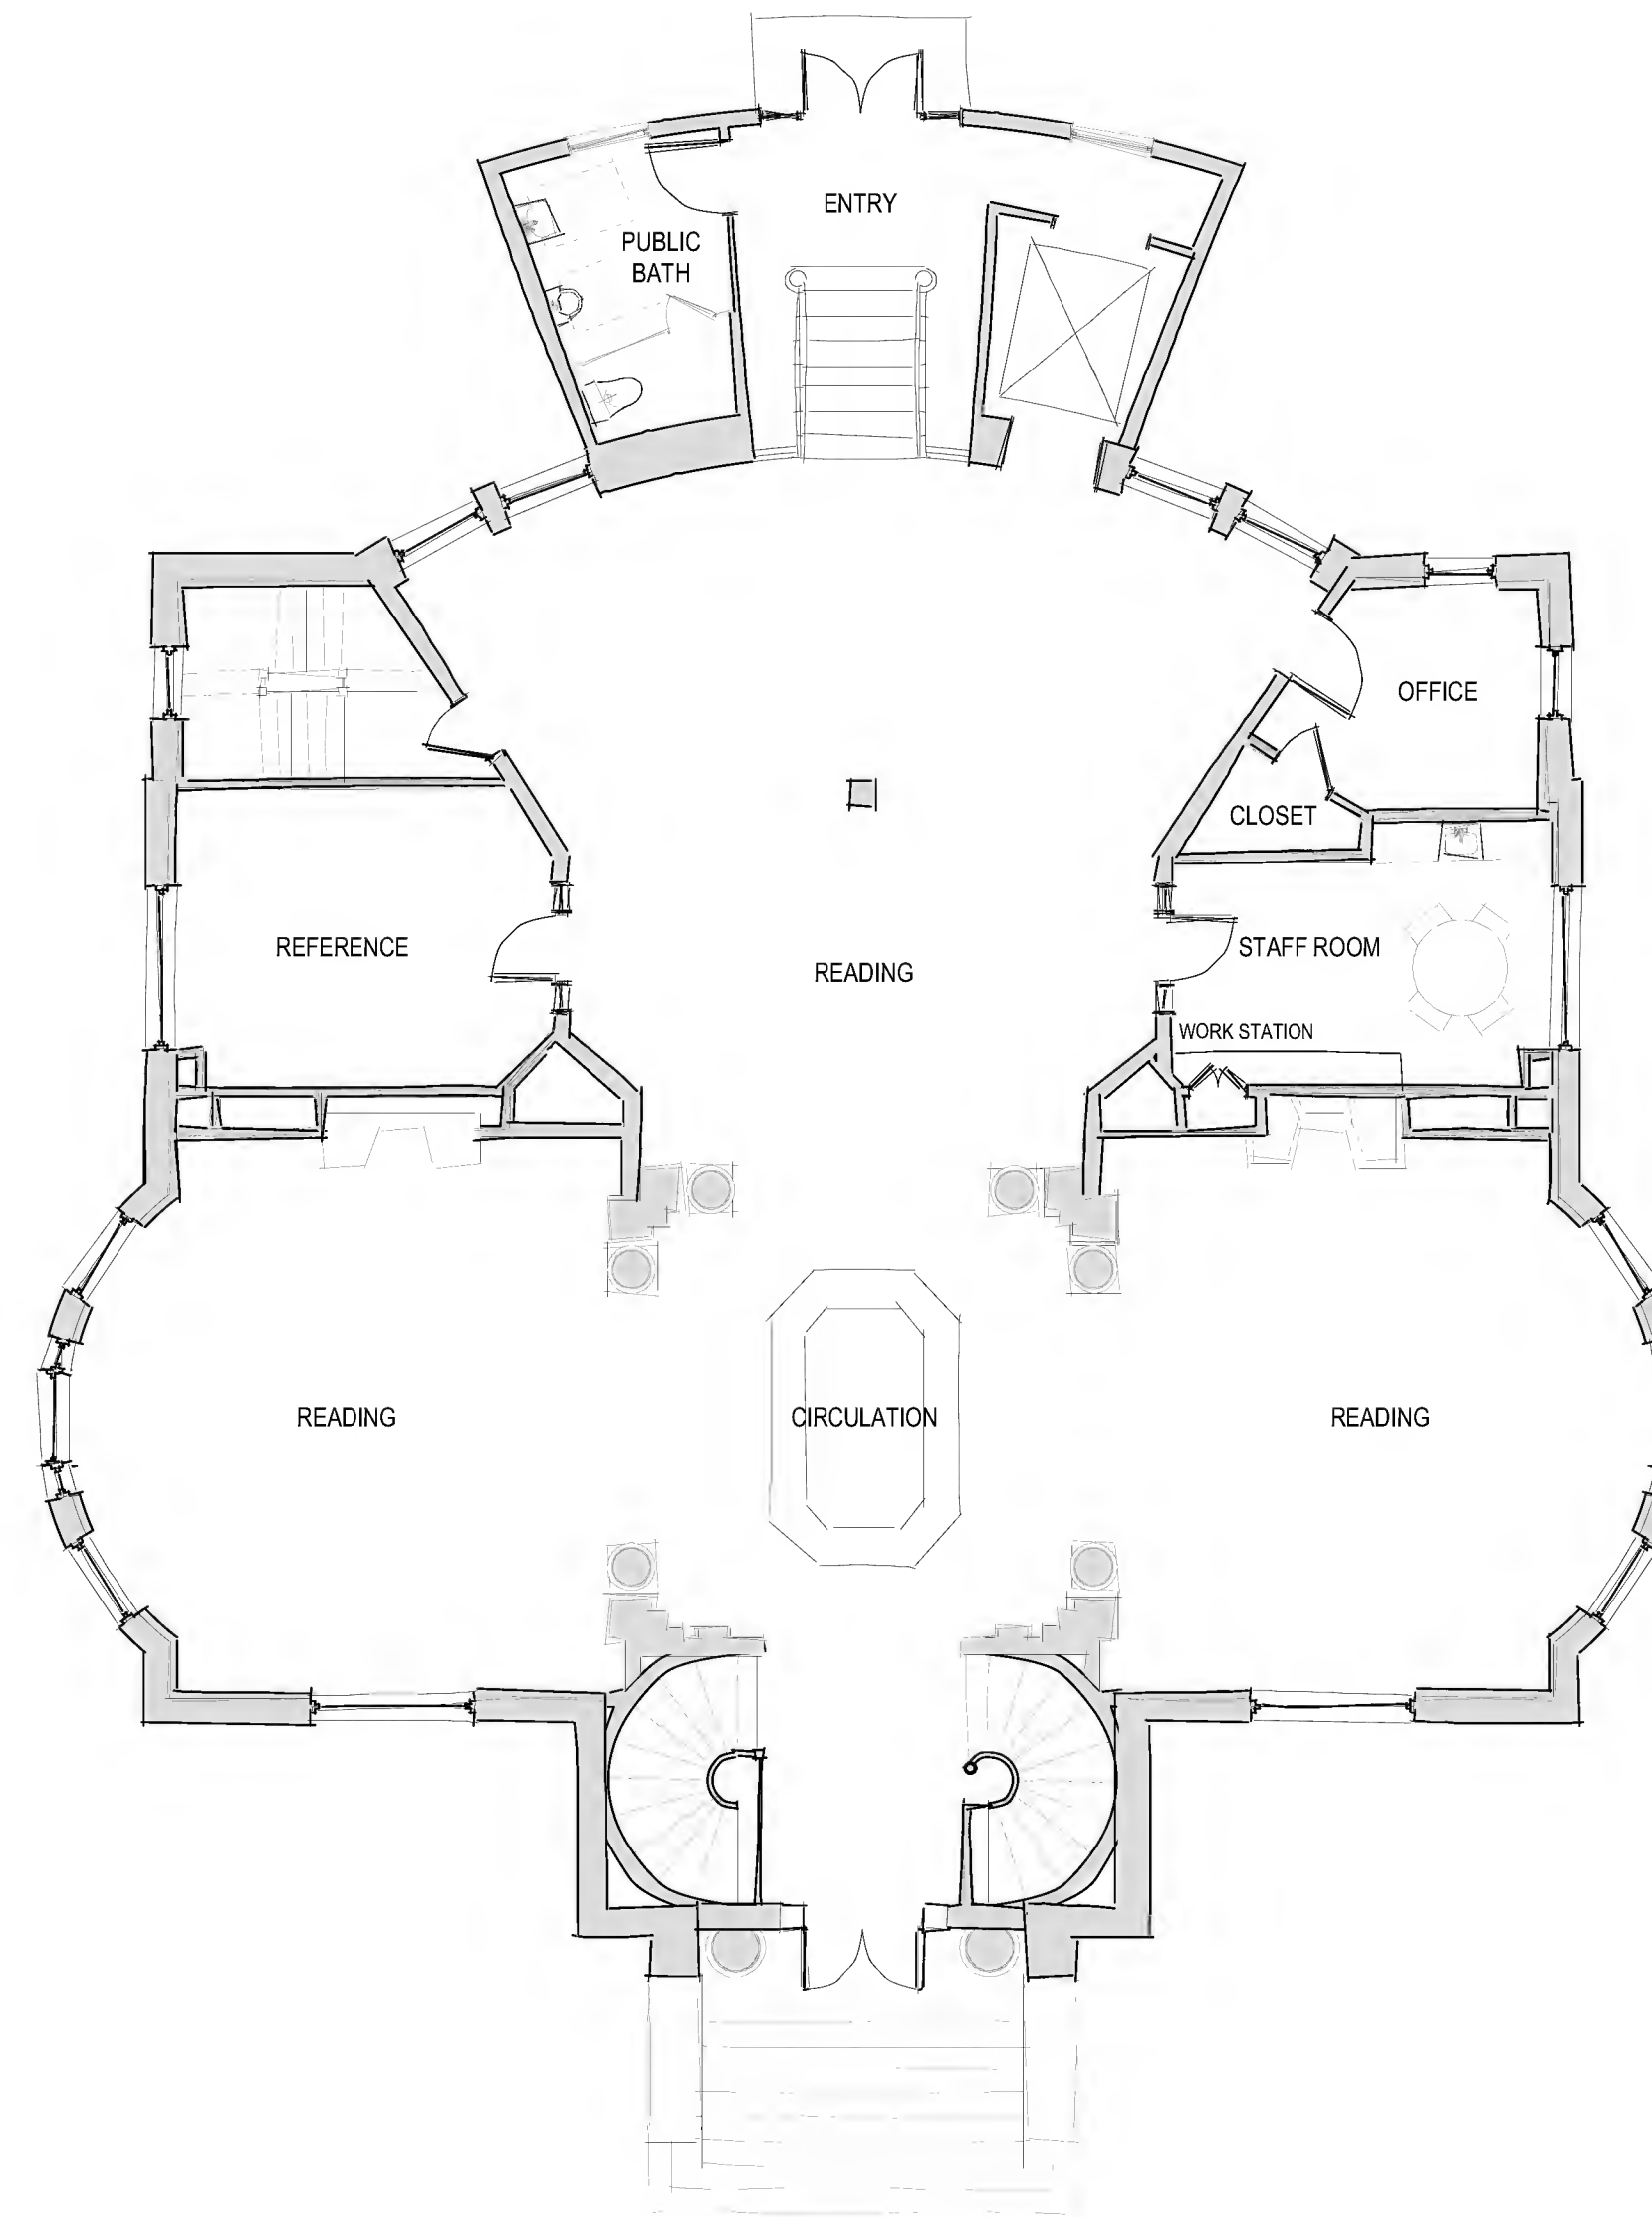 ENTRY
PUBLIC
BATH
OFFICE
CLOSET
REFERENCE
STAFF ROOM
READING
WORK STATION
READING
CIRCULATION
READING